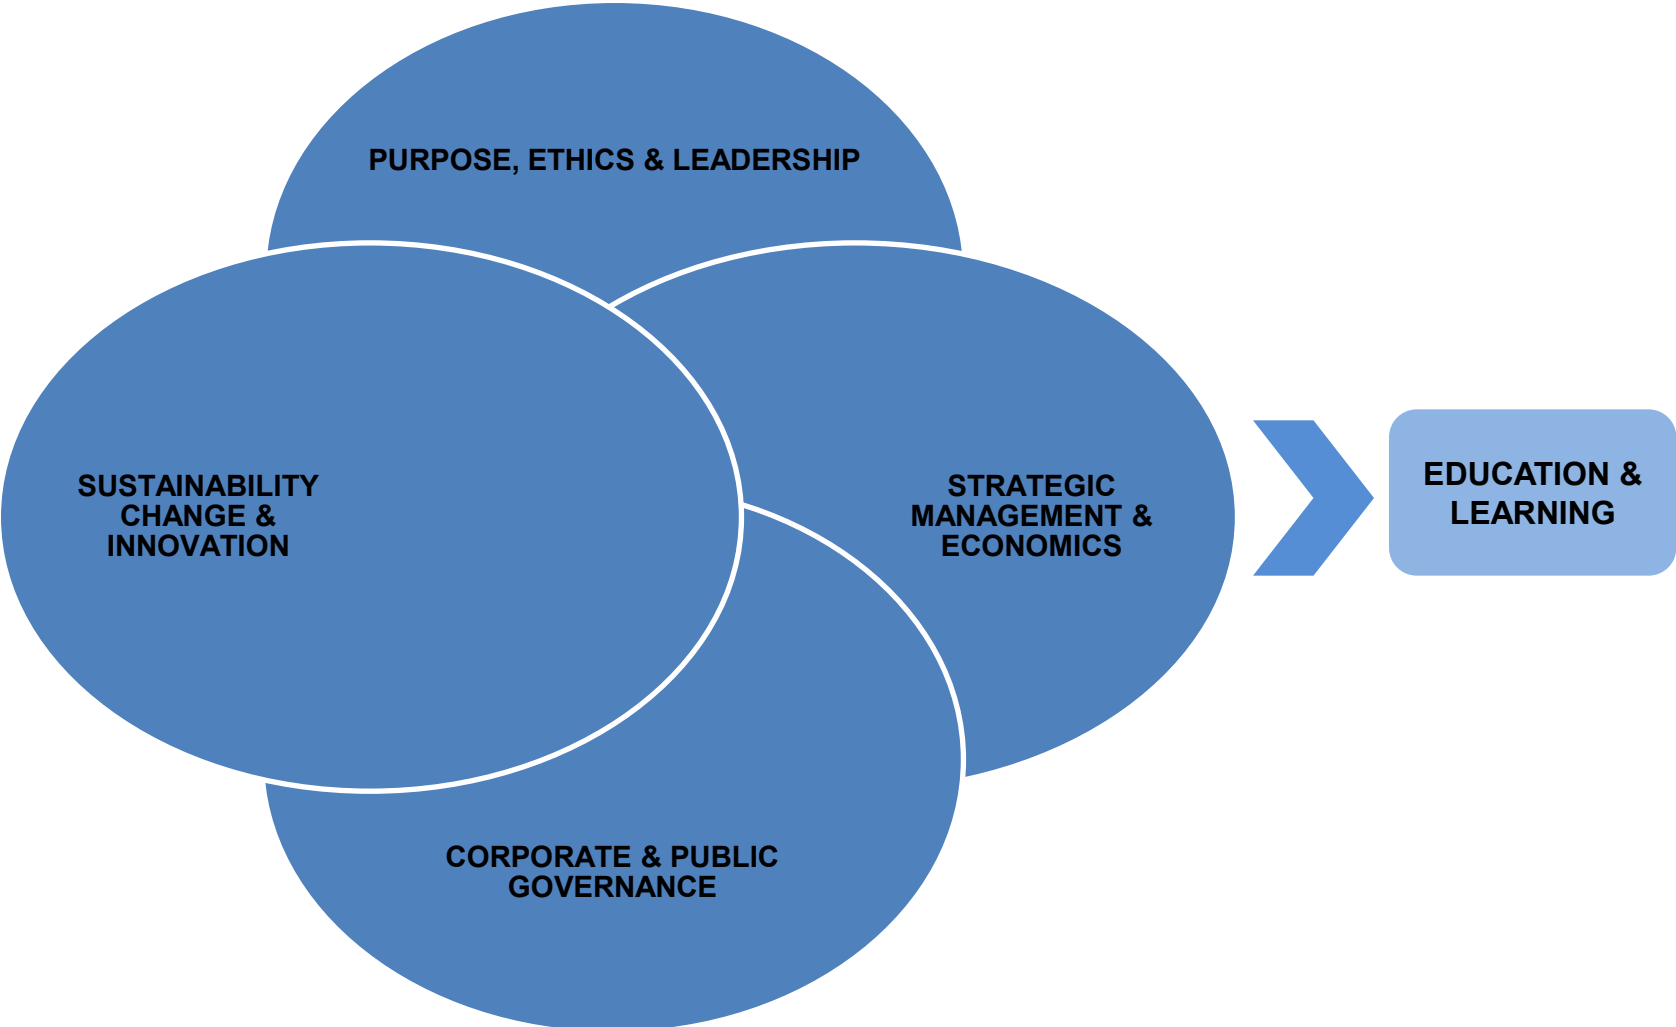 PURPOSE, ETHICS & LEADERSHIP
SUSTAINABILITY
CHANGE &
INNOVATION
STRATEGIC
MANAGEMENT &
ECONOMICS
EDUCATION &
LEARNING
CORPORATE & PUBLIC
GOVERNANCE